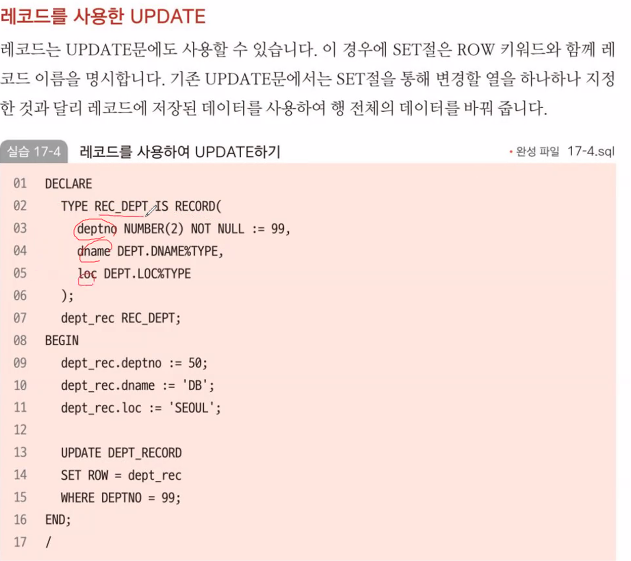 레코드를 사용한 UPDATE
레코드는 UPDATE문에도 사용할 수 있습니다. 이 경우에 SET절은 ROW 키워드와 함께 레
코드 이름을 명시합니다. 기존 UPDATE문에서는 SET절을 통해 변경할 열을 하나하나 지정
한 것과 달리 레코드에 저장된 데이터를 사용하여 행 전체의 데이터를 바꿔 줍니다.
실습 17-4 레코드를 사용하여 UPDATE하기 • 완성 파일 17-4.sql
01 DECLARE
02 TYPE REC_DEPT IS RECORD(
03 deptno NUMBER(2) NOT NULL := 99,
04 dname DEPT.DNAME%TYPE,
05 loc DEPT.LOC%TYPE
06 );
07 dept_rec REC_DEPT;
08 BEGIN
09 dept_rec.deptno := 50;
10 dept_rec.dname := 'DB';
11 dept_rec.loc := 'SEOUL';
12
13 UPDATE DEPT_RECORD
14 SET ROW = dept_rec
15 WHERE DEPTNO = 99;
16 END;
17 /